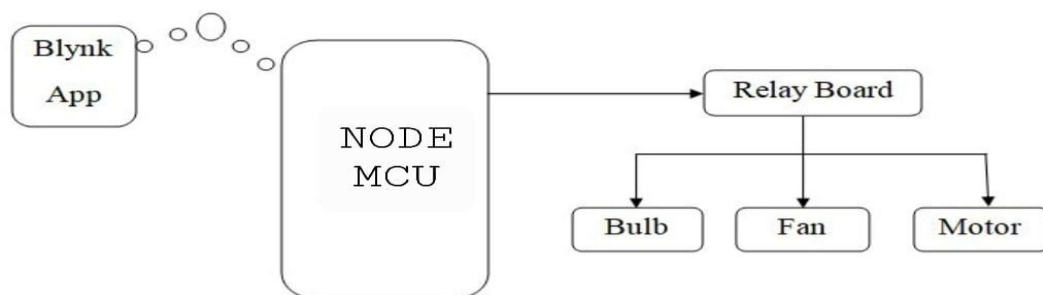 Blynk
App
NODE
MCU
Relay Board
Bulb
Fan
Motor